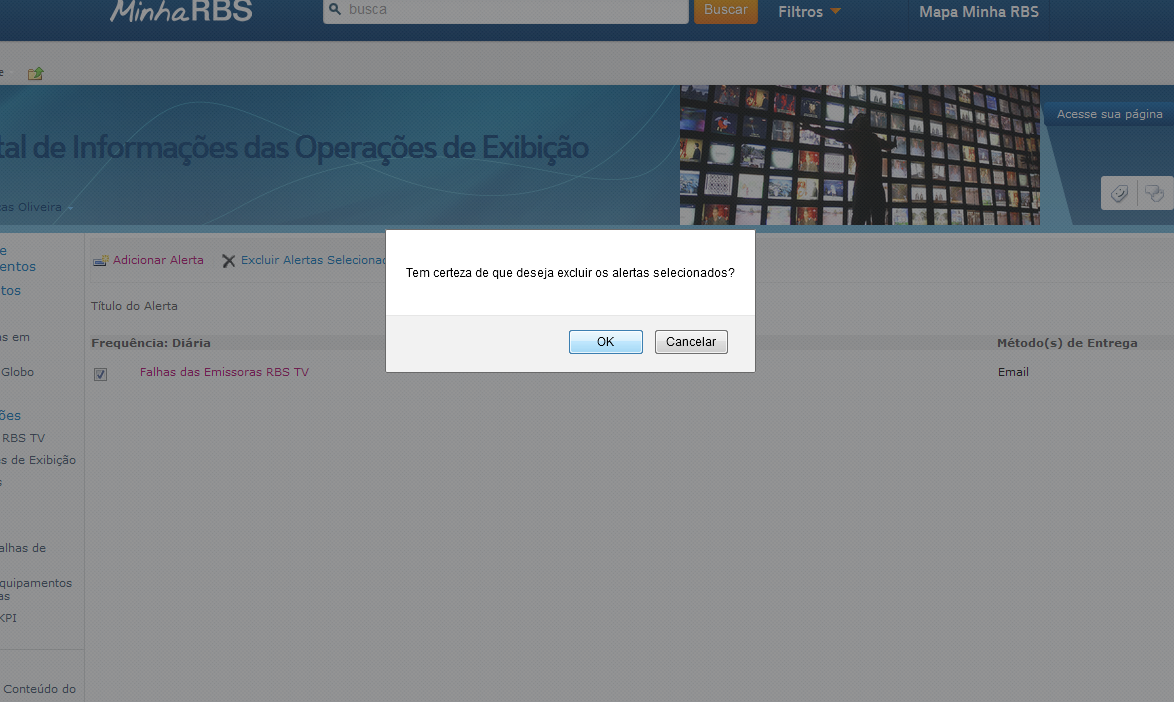 MinhaRBS
busca
Buscar
Filtros
Mapa Minha RBS
e
tal de Informações das Operações de Exibição
Acesse sua página
as Oliveira
e
entos
tos
s em
Globo
ões
RBS TV
s de Exibição
s
alhas de
quipamentos
as
KPI
Conteúdo do
Adicionar Alerta
Excluir Alertas Selecionad
Título do Alerta
Frequência: Diária
Método(s) de Entrega
Falhas das Emissoras RBS TV
Email
Tem certeza de que deseja excluir os alertas selecionados?
OK
Cancelar